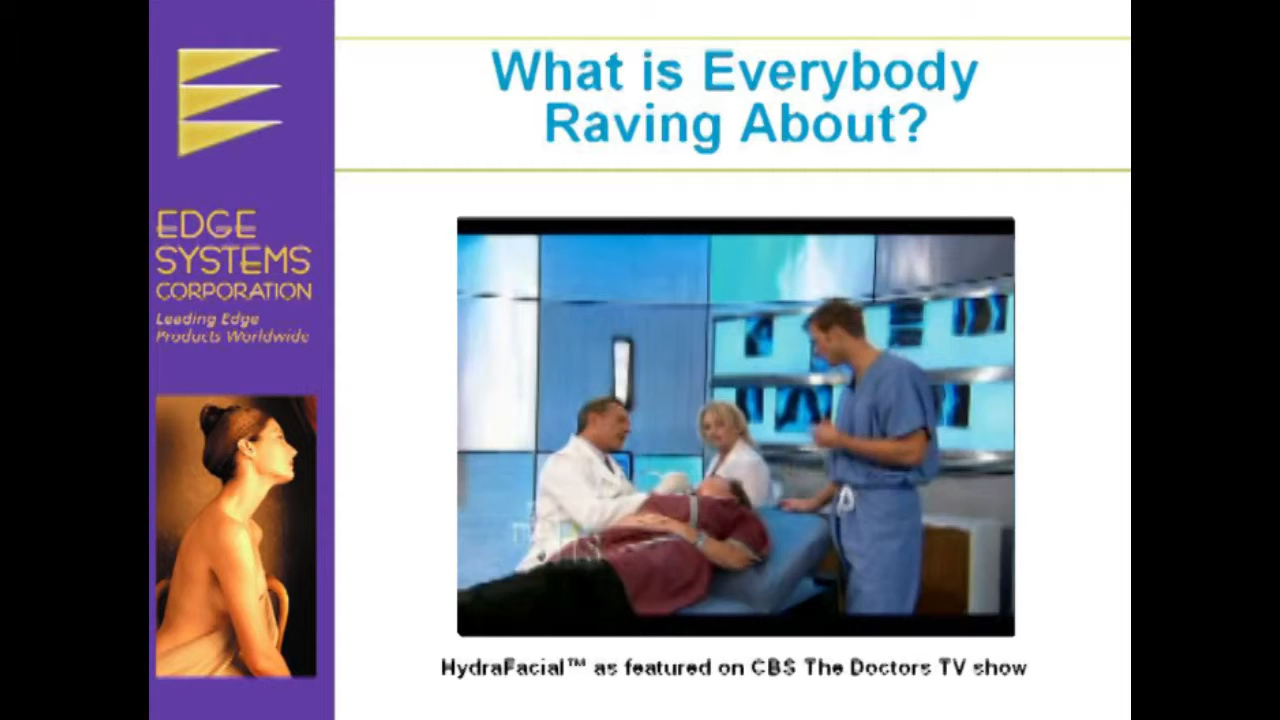 What is Everybody
Raving About?
EDGE
SYSTEMS
CORPORATION
Leading Edge
Products Worldwide
HydraFacial™ as featured on CBS The Doctors TV show